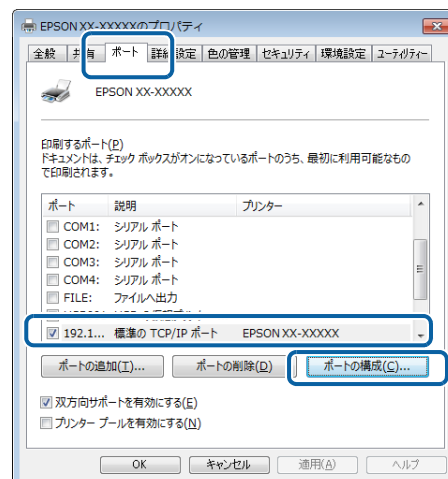 EPSON XX-XXXXXのプロパティ
全般 共有 ポート 詳細設定 色の管理 セキュリティ 環境設定 ユーティリティー
EPSON XX-XXXXX
印刷するポート(P)
ドキュメントは、チェック ボックスがオンになっているポートのうち、最初に利用可能なもの
で印刷されます。
ポート 説明 プリンター
COM1: シリアル ポート
COM2: シリアル ポート
COM3: シリアル ポート
COM4: シリアル ポート
FILE: ファイルへ出力
192.1... 標準の TCP/IP ポート EPSON XX-XXXXX
ポートの追加(T)... ポートの削除(D) ポートの構成(C)...
双方向サポートを有効にする(E)
プリンター プールを有効にする(N)
OK キャンセル 適用(A) ヘルプ